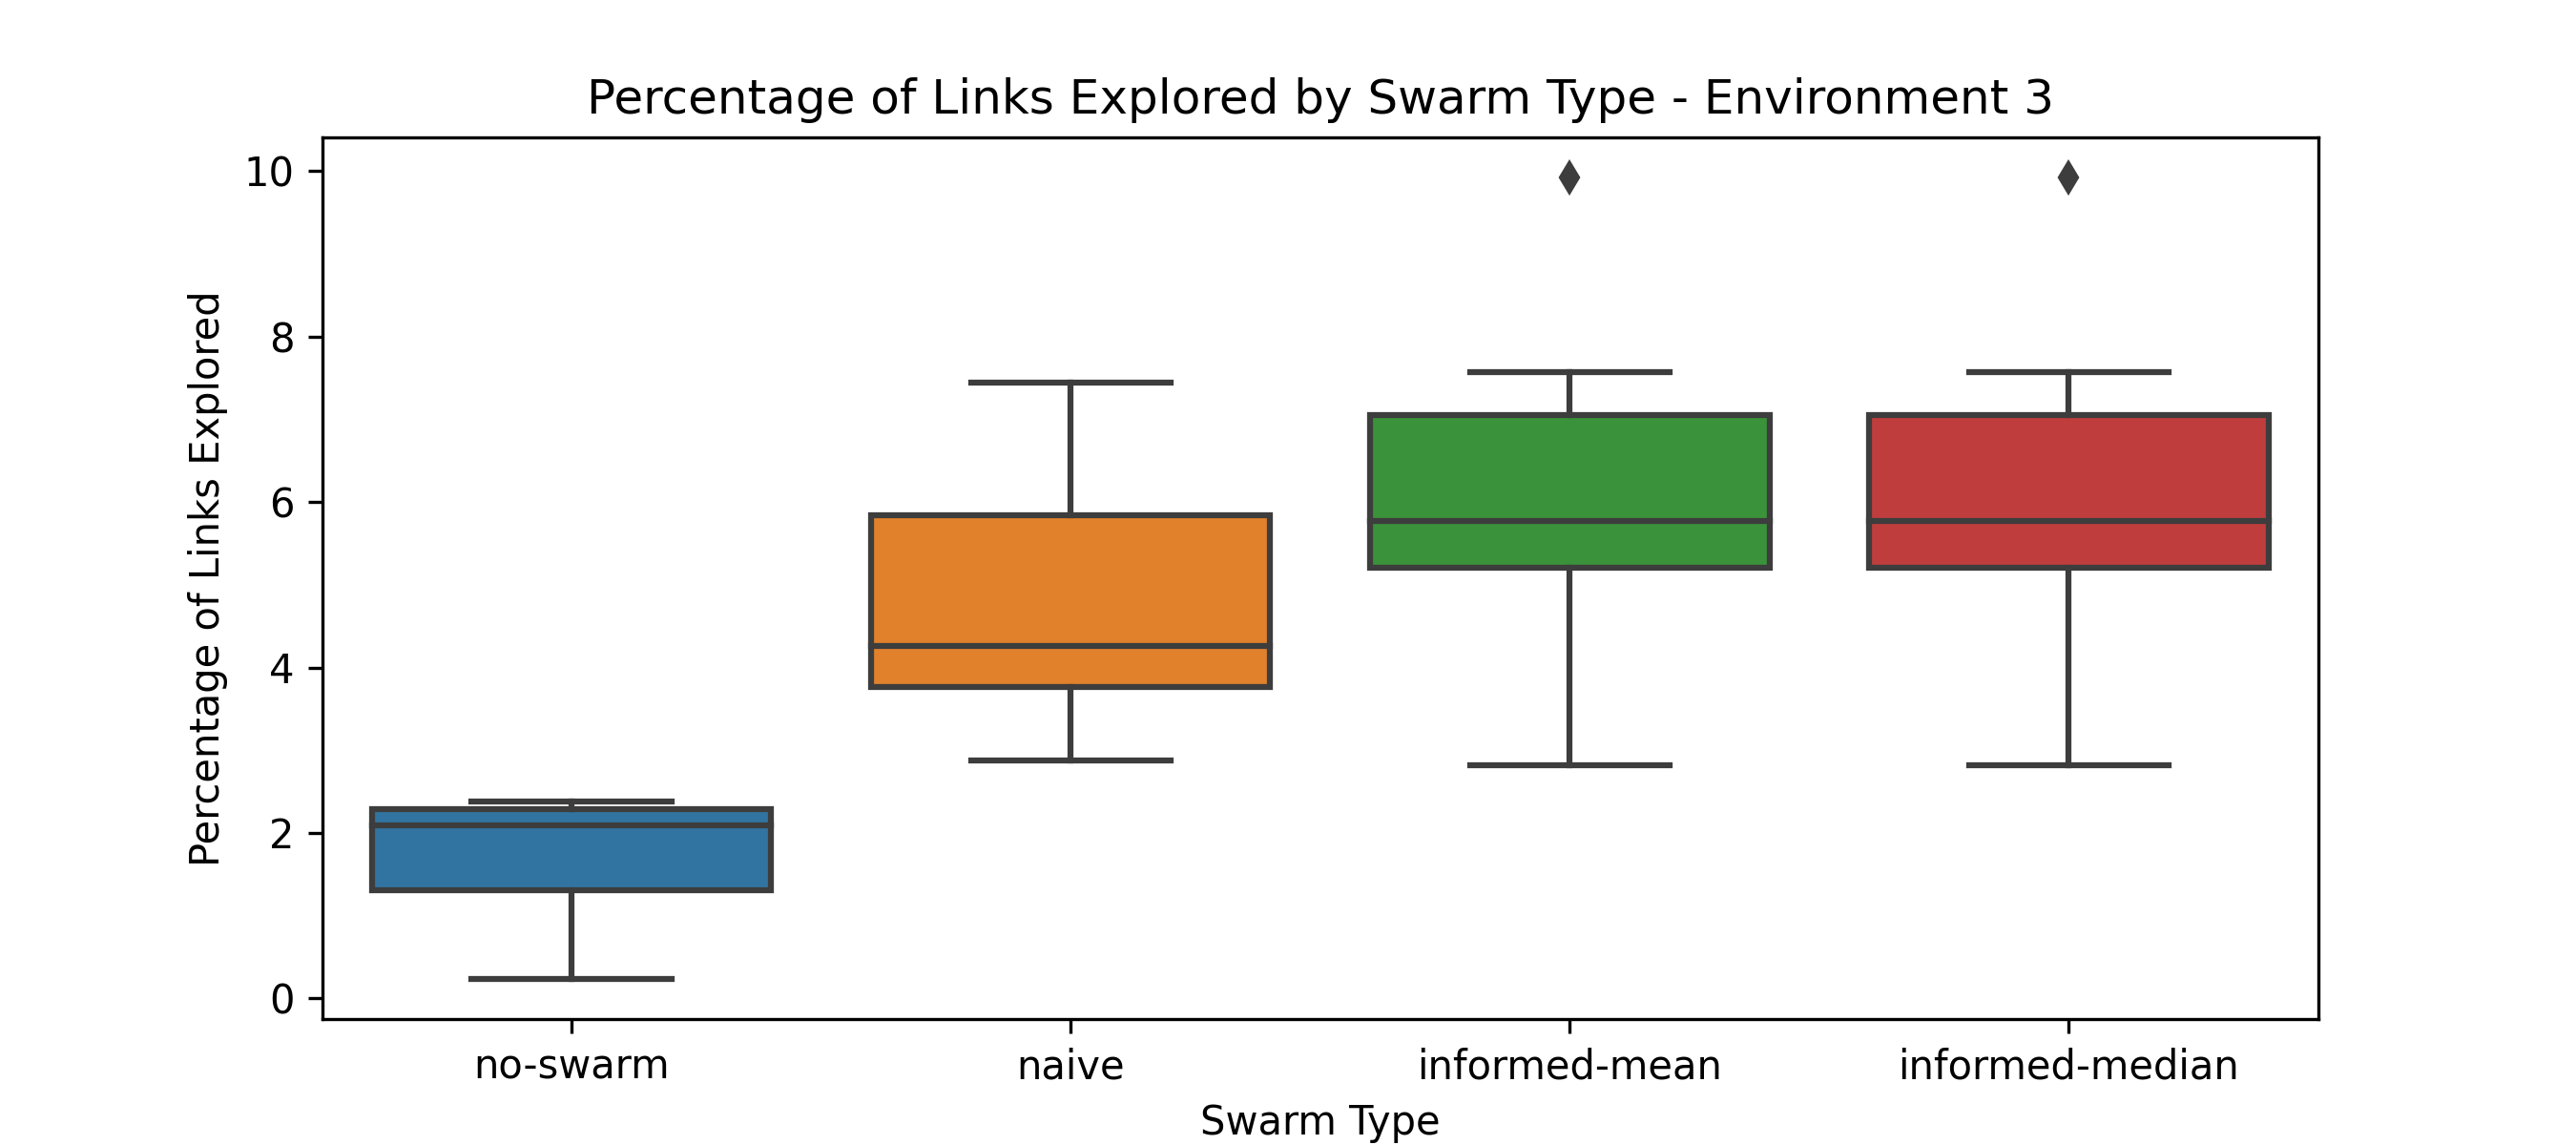 Percentage of Links Explored by Swarm Type - Environment 3
Percentage of Links Explored
10
8
6
4
2
0
no-swarm
naive
informed-mean
informed-median
Swarm Type